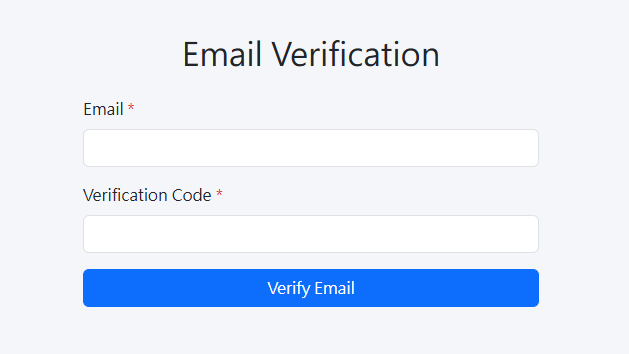 Email Verification
Email *
Verification Code *
Verify Email